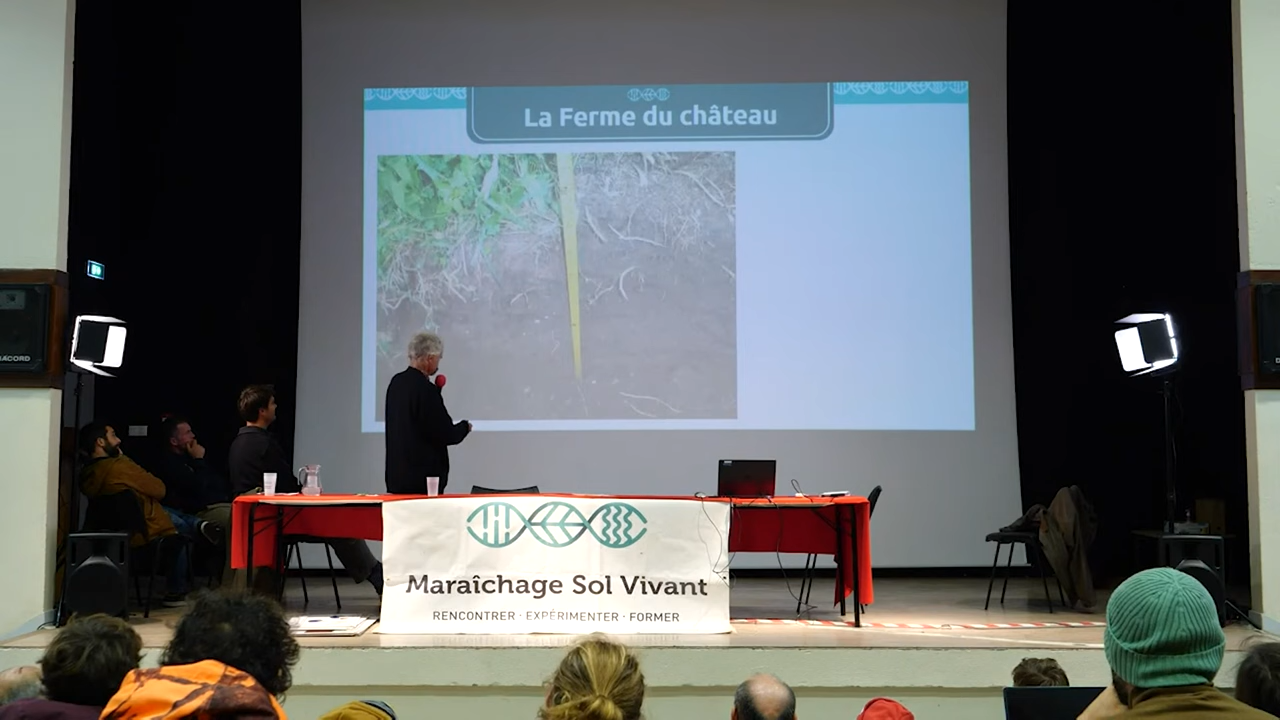 La Ferme du château
Maraîchage Sol Vivant
RENCONTRER · EXPÉRIMENTER · FORMER